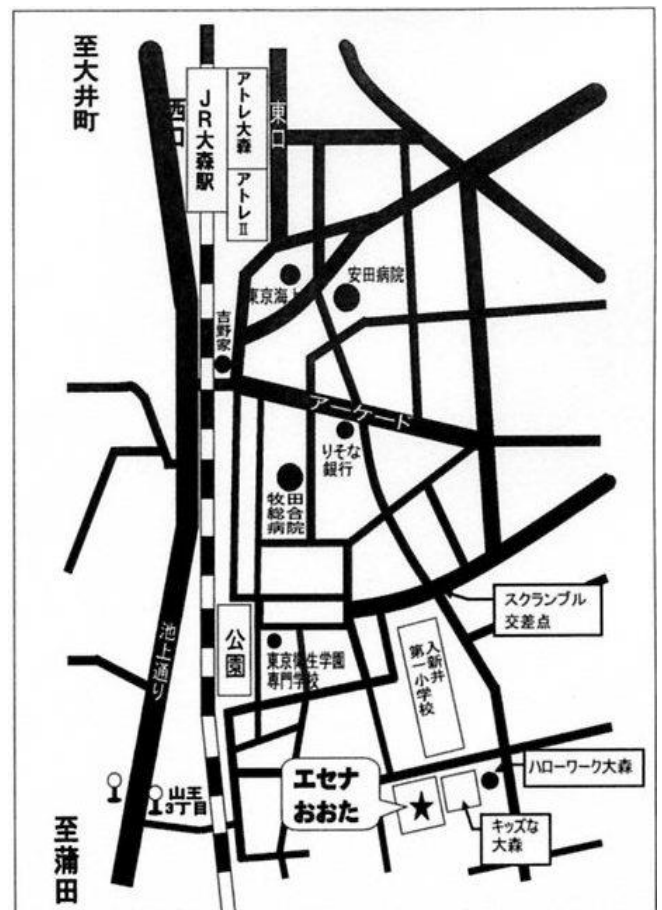 至大井町
西口
JR大森駅
アトレ大森
アトレⅡ
東口
東京海上
安田病院
吉野家
アーケード
りそな
銀行
牧田
総合
病院
スクランブル
交差点
公園
池上通り
東京衛生学園
専門学校
入新井
第一小学校
ハローワーク大森
エセナ
おおた
キッズな
大森
山王
3丁目
至蒲田